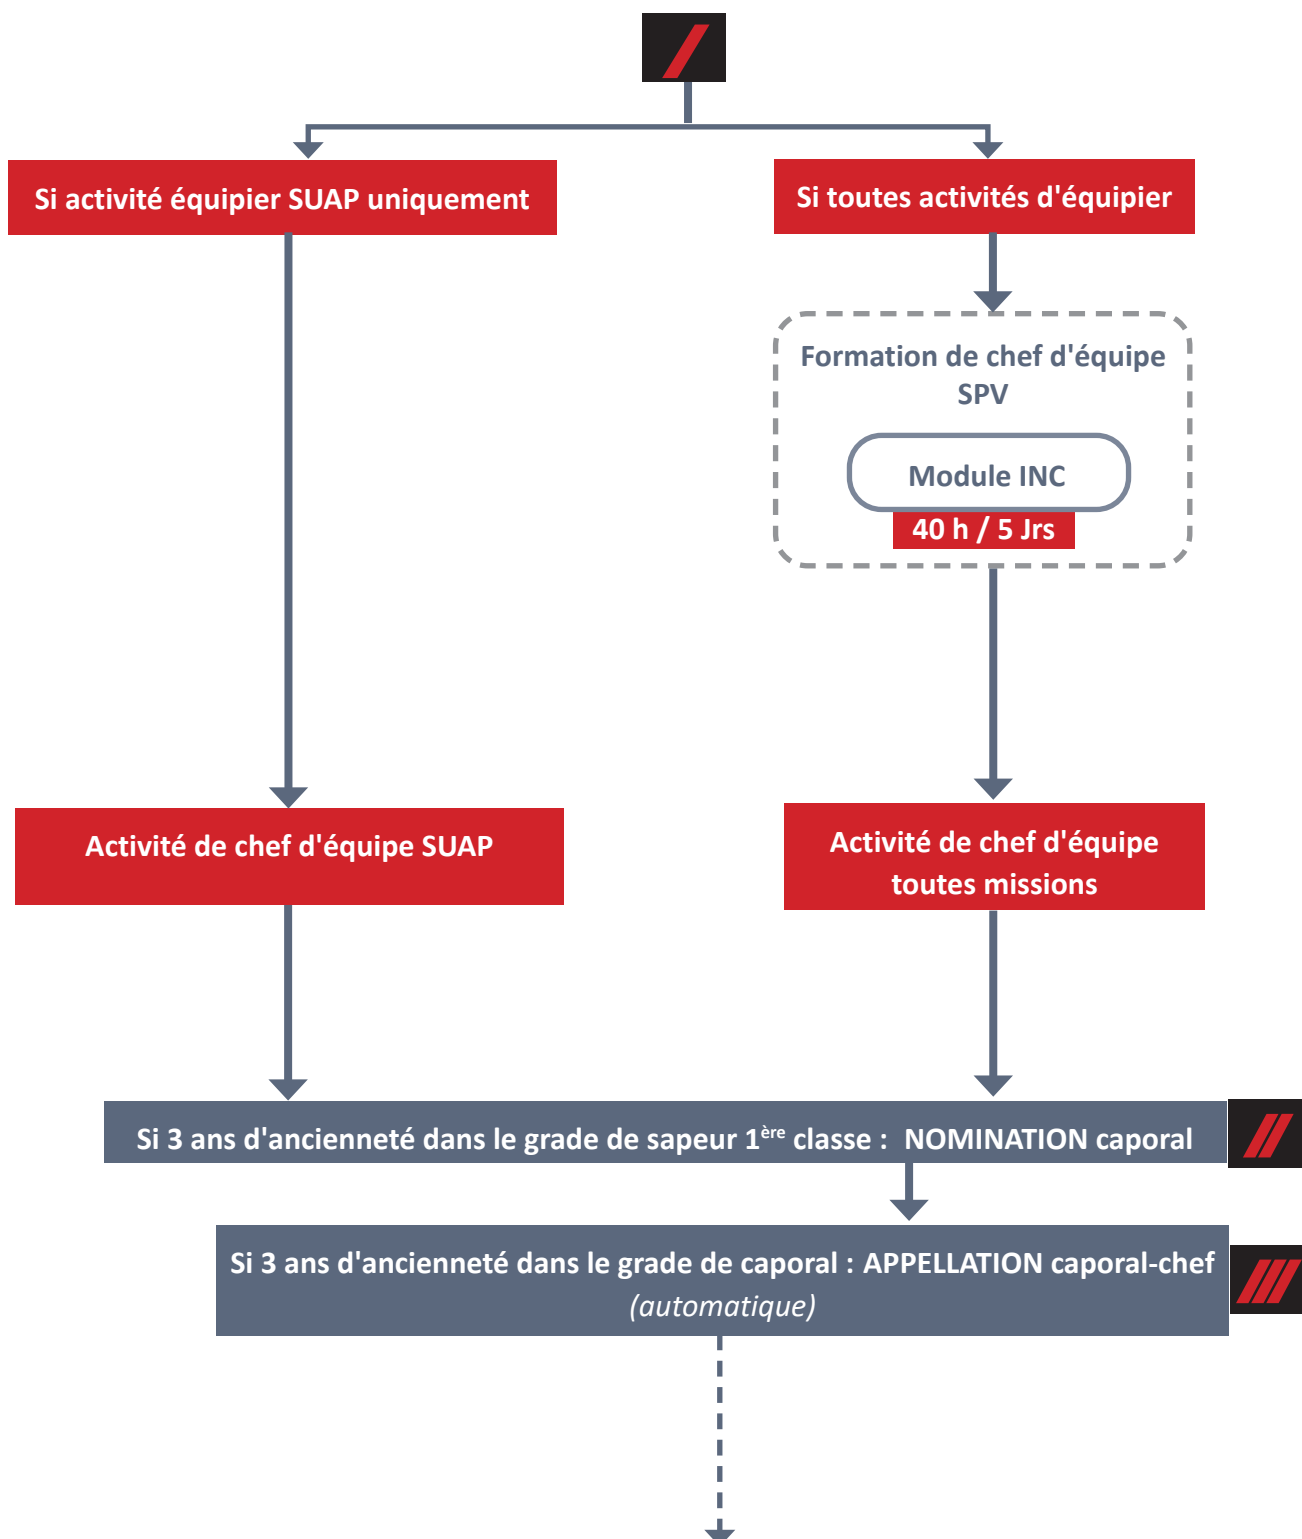 Si activité équipier SUAP uniquement
Si toutes activités d'équipier
Formation de chef d'équipe
SPV
Module INC
40 h / 5 Jrs
Activité de chef d'équipe SUAP
Activité de chef d'équipe
toutes missions
Si 3 ans d'ancienneté dans le grade de sapeur 1ère classe : NOMINATION caporal
Si 3 ans d'ancienneté dans le grade de caporal : APPELLATION caporal-chef
(automatique)